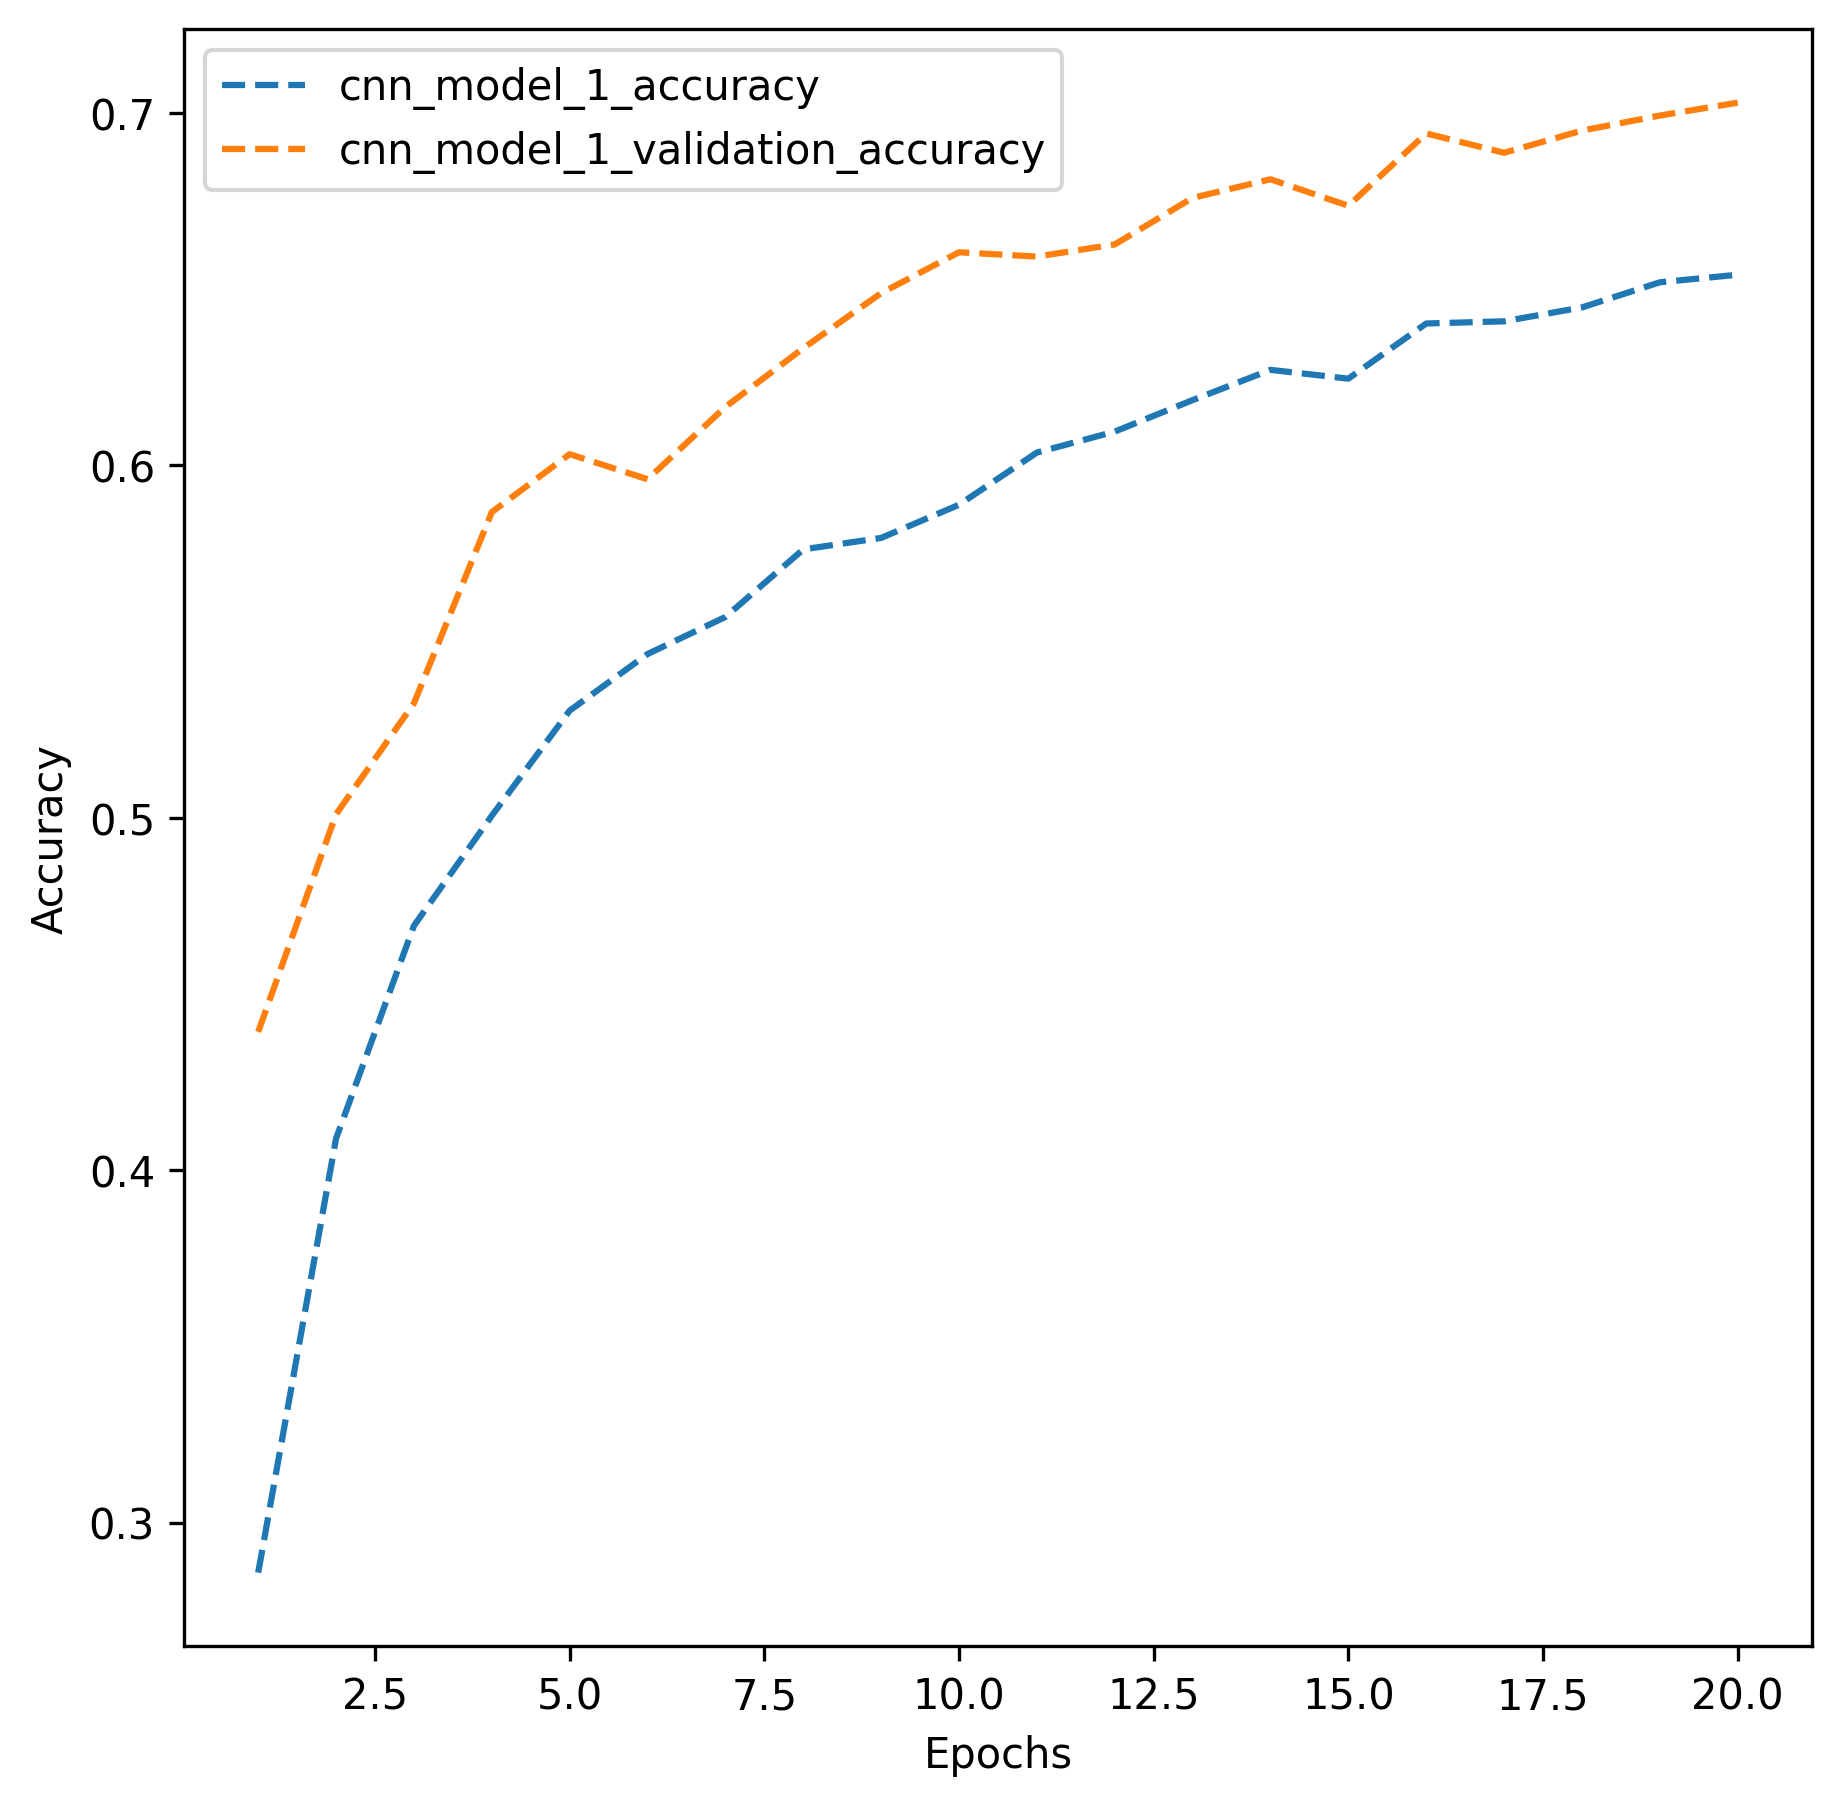 cnn_model_1_accuracy
cnn_model_1_validation_accuracy
0.7
0.6
0.5
0.4
0.3
Accuracy
2.5 5.0 7.5 10.0 12.5 15.0 17.5 20.0
Epochs